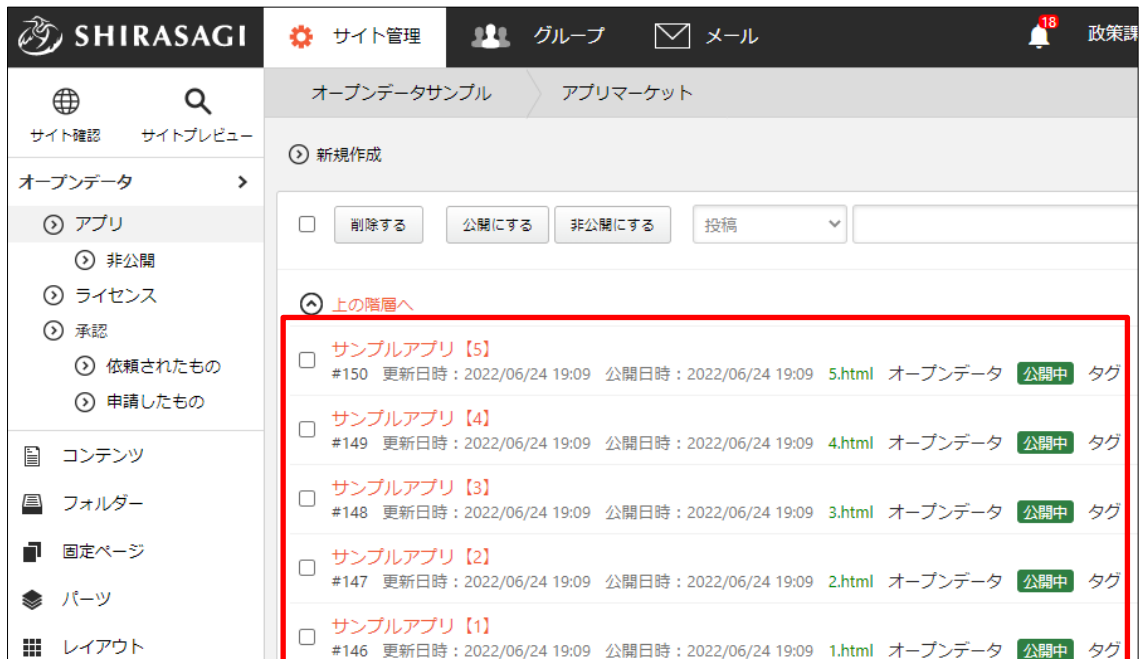 SHIRASAGI
サイト管理
グループ
メール
18
政策課
サイト確認
サイトプレビュー
オープンデータサンプル
アプリマーケット
新規作成
オープンデータ
アプリ
非公開
ライセンス
承認
依頼されたもの
申請したもの
コンテンツ
フォルダー
固定ページ
パーツ
レイアウト
削除する
公開にする
非公開にする
投稿
上の階層へ
サンプルアプリ【5】
#150 更新日時：2022/06/24 19:09 公開日時：2022/06/24 19:09 5.html オープンデータ 公開中 タグ
サンプルアプリ【4】
#149 更新日時：2022/06/24 19:09 公開日時：2022/06/24 19:09 4.html オープンデータ 公開中 タグ
サンプルアプリ【3】
#148 更新日時：2022/06/24 19:09 公開日時：2022/06/24 19:09 3.html オープンデータ 公開中 タグ
サンプルアプリ【2】
#147 更新日時：2022/06/24 19:09 公開日時：2022/06/24 19:09 2.html オープンデータ 公開中 タグ
サンプルアプリ【1】
#146 更新日時：2022/06/24 19:09 公開日時：2022/06/24 19:09 1.html オープンデータ 公開中 タグ